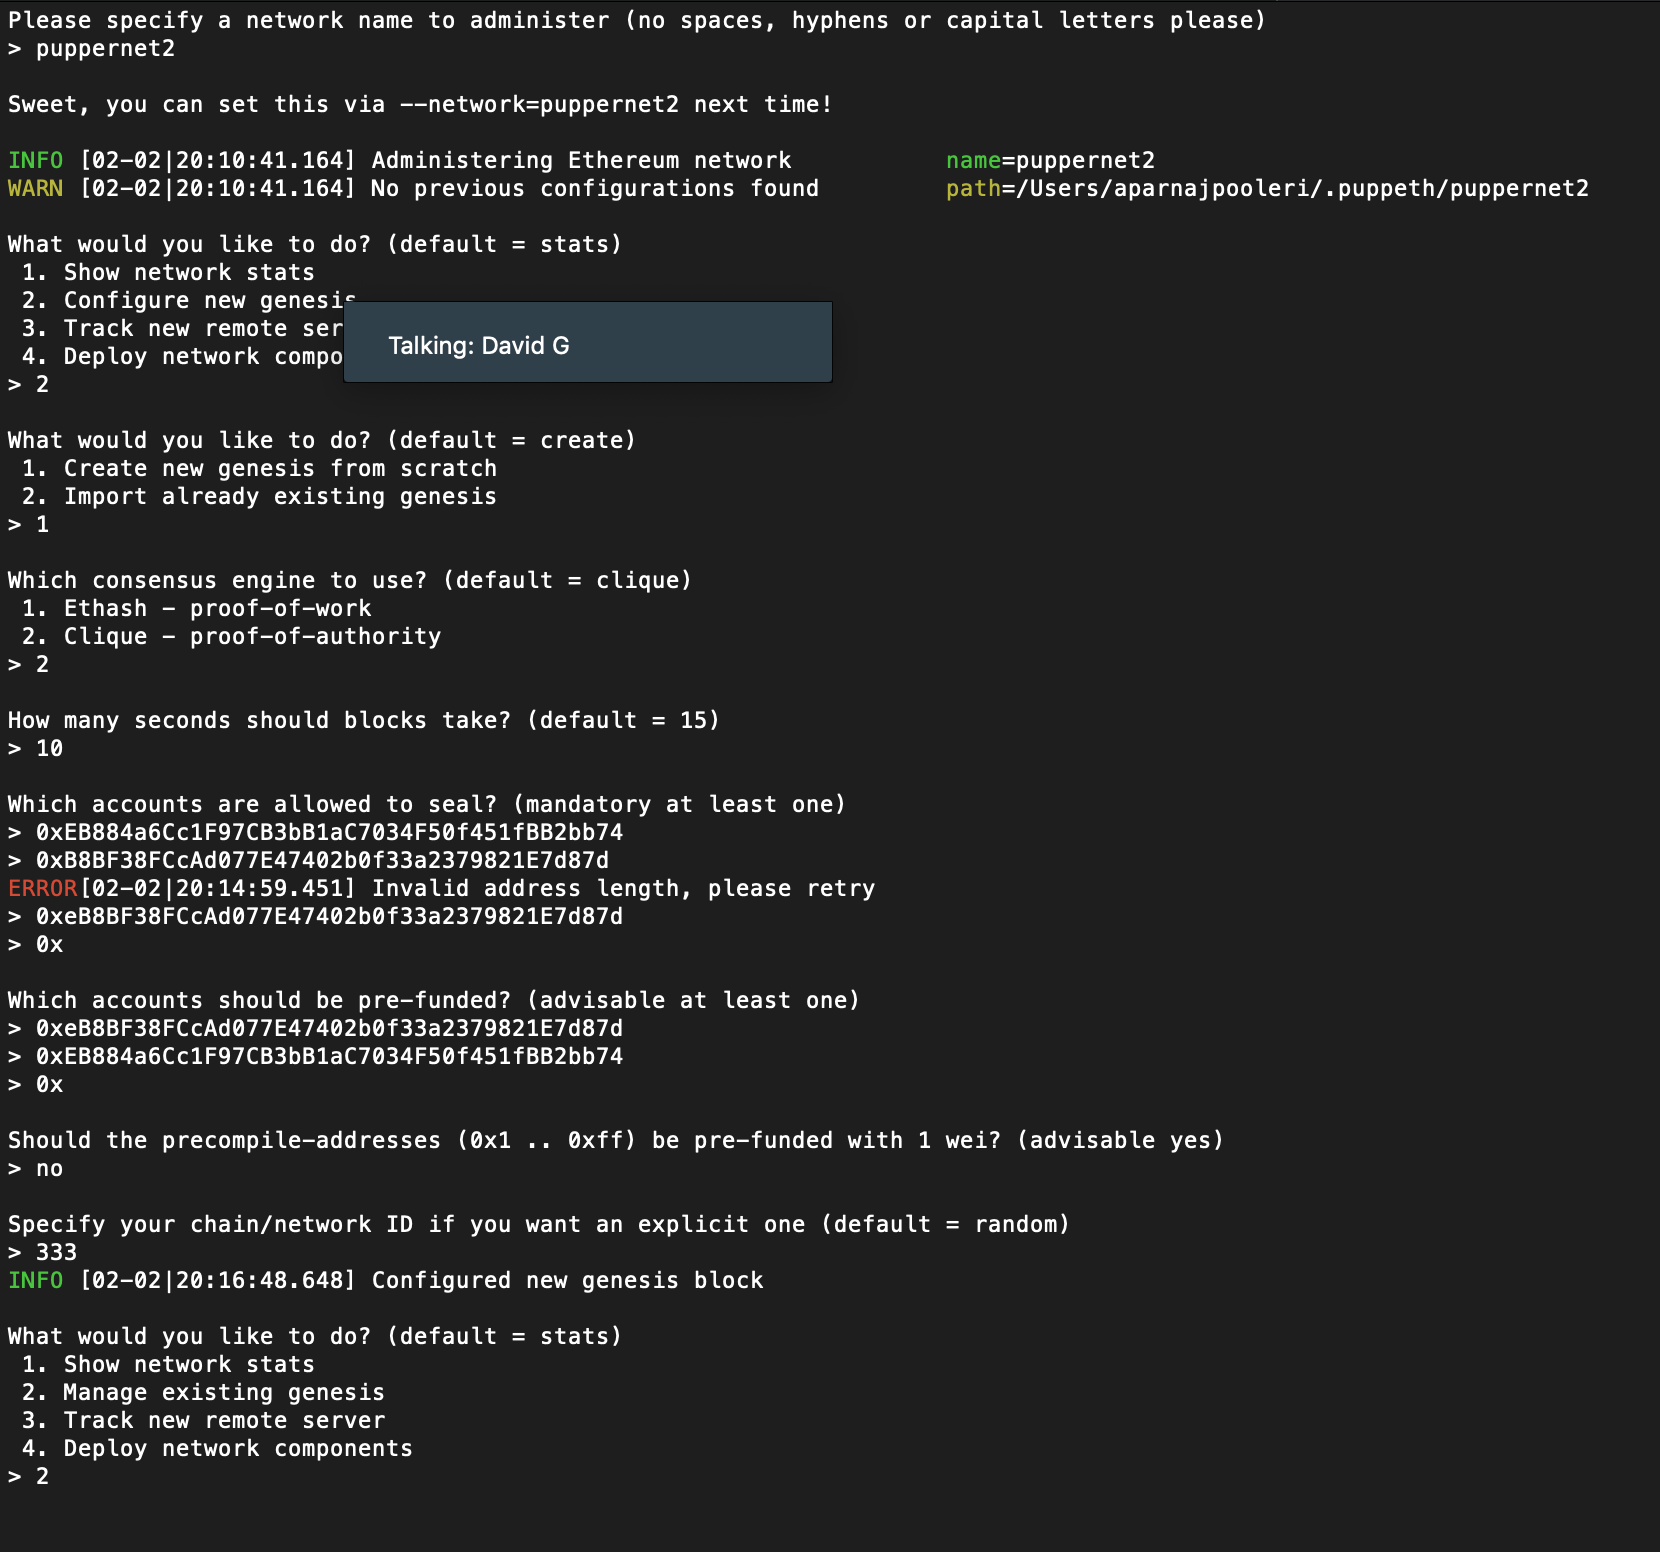 Please specify a network name to administer (no spaces, hyphens or capital letters please)
> puppernet2
Sweet, you can set this via --network=puppernet2 next time!
INFO [02-02|20:10:41.164] Administering Ethereum network name=puppernet2
WARN [02-02|20:10:41.164] No previous configurations found path=/Users/aparnajpooleri/.puppeth/puppernet2
What would you like to do? (default = stats)
1. Show network stats
2. Configure new genesis
3. Track new remote ser
Talking: David G
4. Deploy network compo
> 2
What would you like to do? (default = create)
1. Create new genesis from scratch
2. Import already existing genesis
> 1
Which consensus engine to use? (default = clique)
1. Ethash - proof-of-work
2. Clique - proof-of-authority
> 2
How many seconds should blocks take? (default = 15)
> 10
Which accounts are allowed to seal? (mandatory at least one)
> 0xEB884a6Cc1F97CB3bB1aC7034F50f451fBB2bb74
> 0xB8BF38FCcAd077E47402b0f33a2379821E7d87d
ERROR[02-02|20:14:59.451] Invalid address length, please retry
> 0xeB8BF38FCcAd077E47402b0f33a2379821E7d87d
> 0x
Which accounts should be pre-funded? (advisable at least one)
> 0xeB8BF38FCcAd077E47402b0f33a2379821E7d87d
> 0xEB884a6Cc1F97CB3bB1aC7034F50f451fBB2bb74
> 0x
Should the precompile-addresses (0x1 .. 0xff) be pre-funded with 1 wei? (advisable yes)
> no
Specify your chain/network ID if you want an explicit one (default = random)
> 333
INFO [02-02|20:16:48.648] Configured new genesis block
What would you like to do? (default = stats)
1. Show network stats
2. Manage existing genesis
3. Track new remote server
4. Deploy network components
> 2